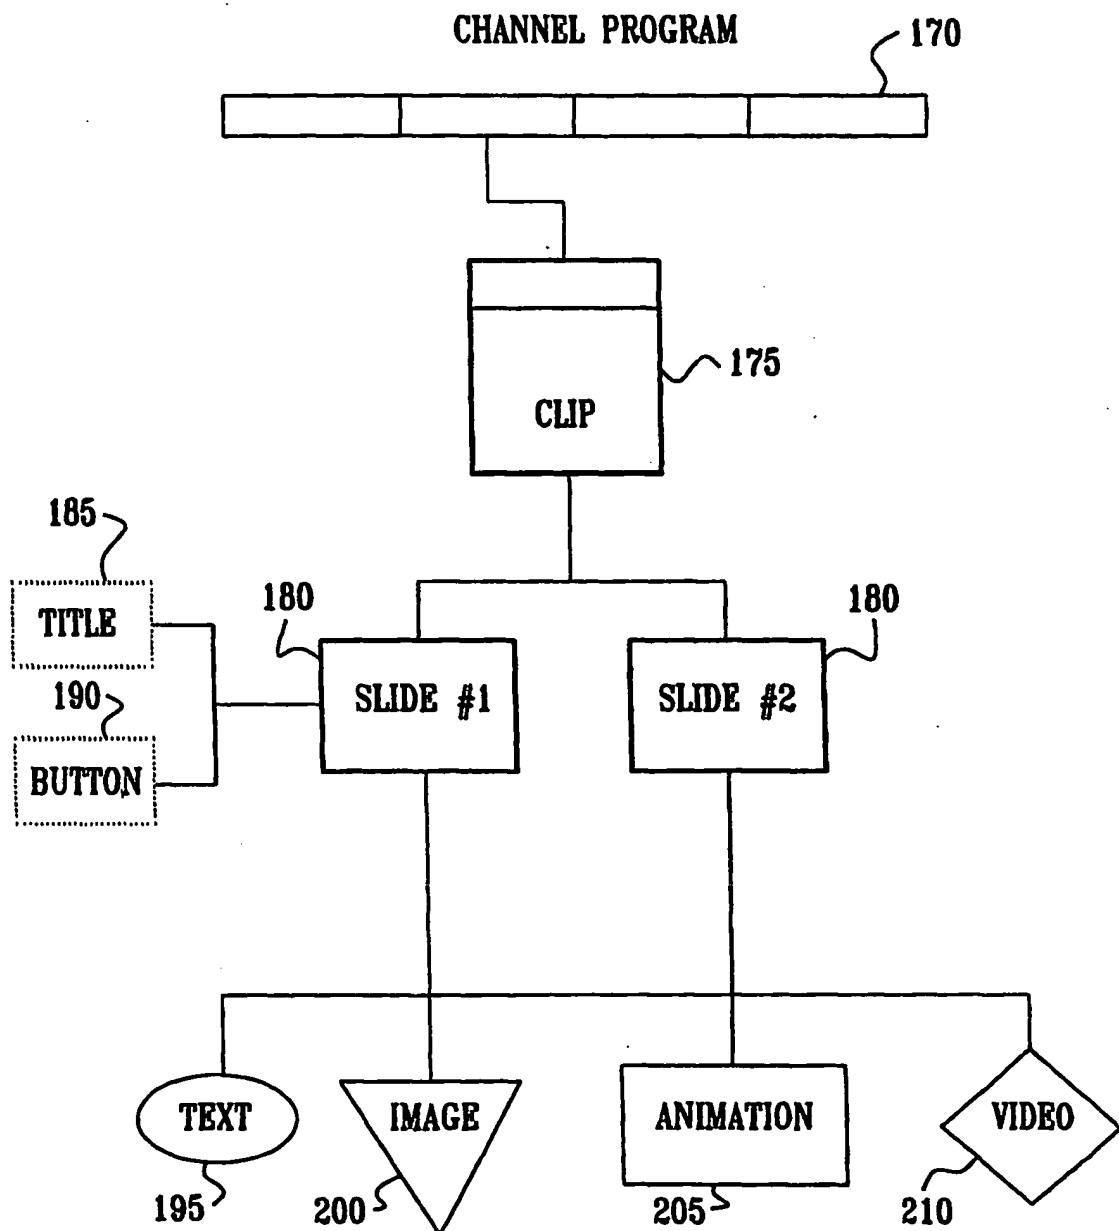 CHANNEL PROGRAM
170
175
CLIP
185
180
180
TITLE
SLIDE #1
SLIDE #2
190
BUTTON
TEXT
IMAGE
ANIMATION
VIDEO
195
200
205
210